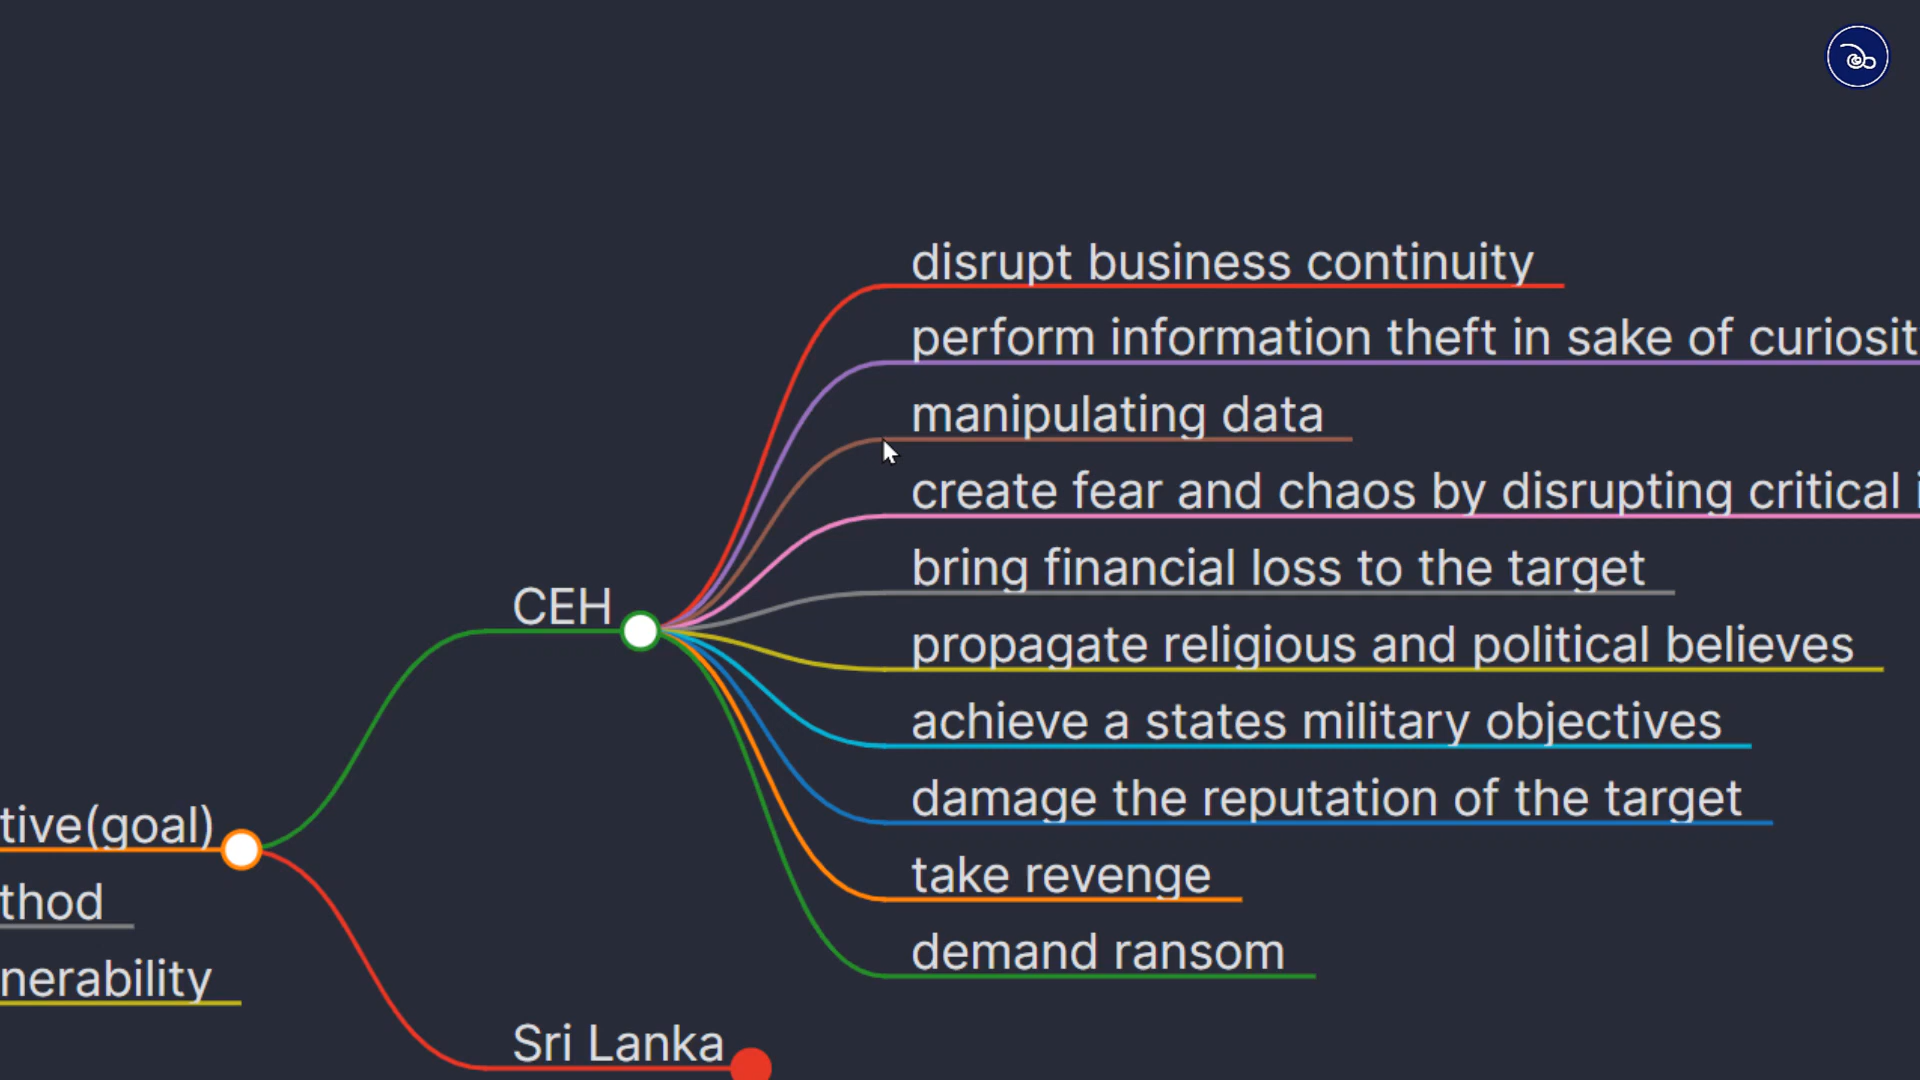 disrupt business continuity
perform information theft in sake of curiosit
manipulating data
create fear and chaos by disrupting critical i
bring financial loss to the target
CEH
propagate religious and political believes
achieve a states military objectives
damage the reputation of the target
tive(goal)
take revenge
thod
demand ransom
nerability
Sri Lanka